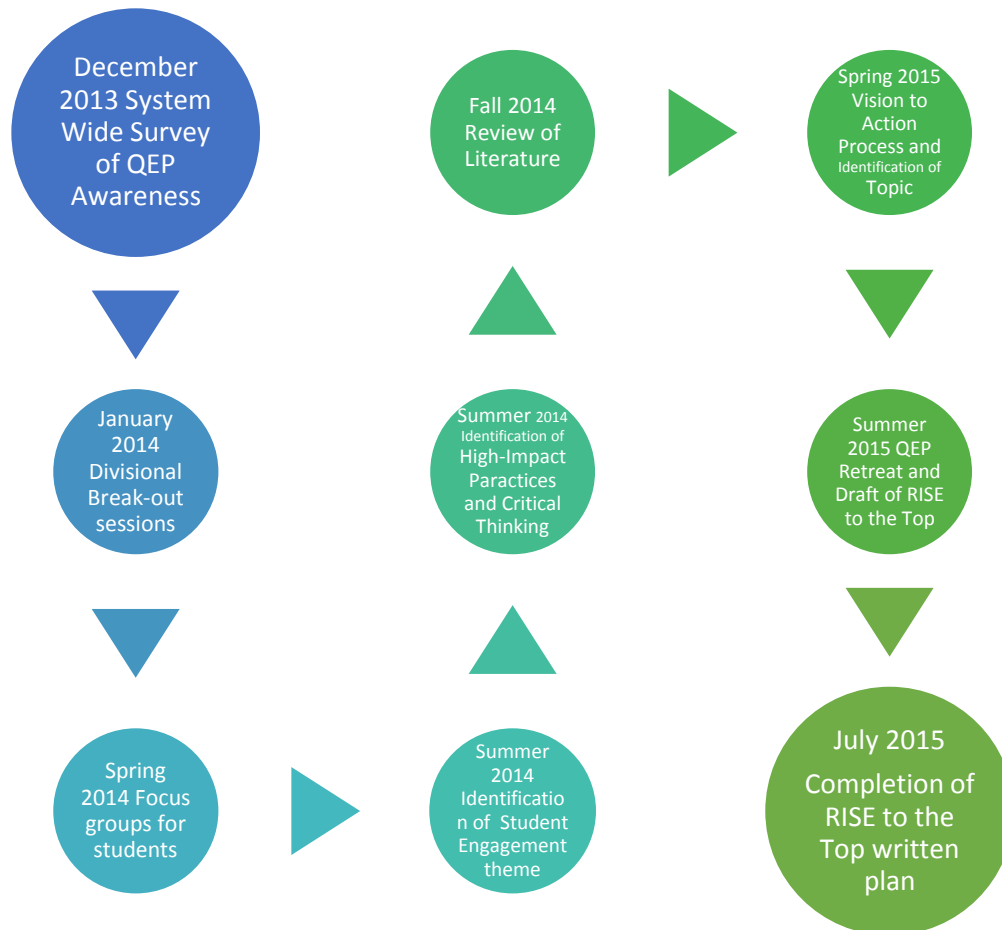 December
2013 System
Wide Survey
of QEP
Awareness
January
2014
Divisional
Break-out
sessions
Spring
2014 Focus
groups for
students
Summer
2014
Identificatio
n of Student
Engagement
theme
Summer 2014
Identification of
High-Impact
Paractices
and Critical
Thinking
Fall 2014
Review of
Literature
Spring 2015
Vision to
Action
Process and
Identification of
Topic
Summer
2015 QEP
Retreat and
Draft of RISE
to the Top
July 2015
Completion of
RISE to the
Top written
plan